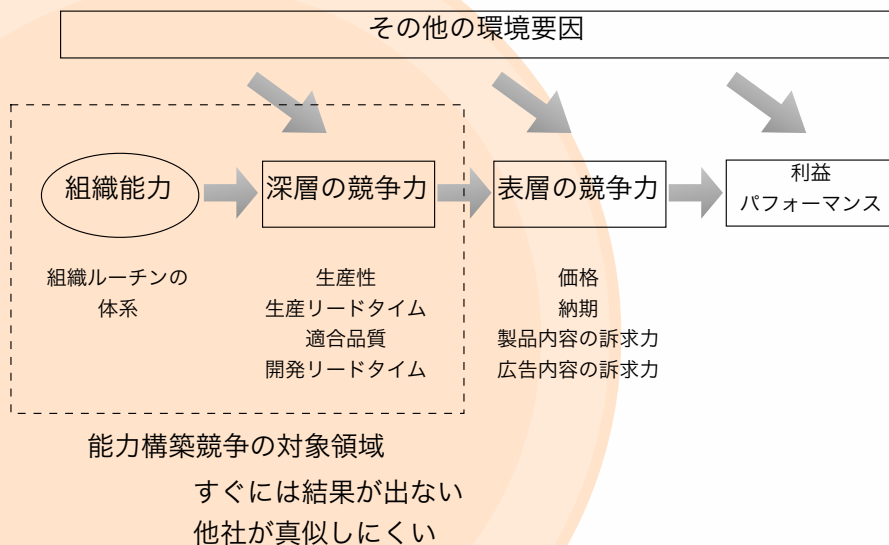 その他の環境要因
組織能力
深層の競争力
表層の競争力
利益
パフォーマンス
組織ルーチンの
体系
生産性
生産リードタイム
適合品質
開発リードタイム
価格
納期
製品内容の訴求力
広告内容の訴求力
能力構築競争の対象領域
すぐには結果が出ない
他社が真似しにくい